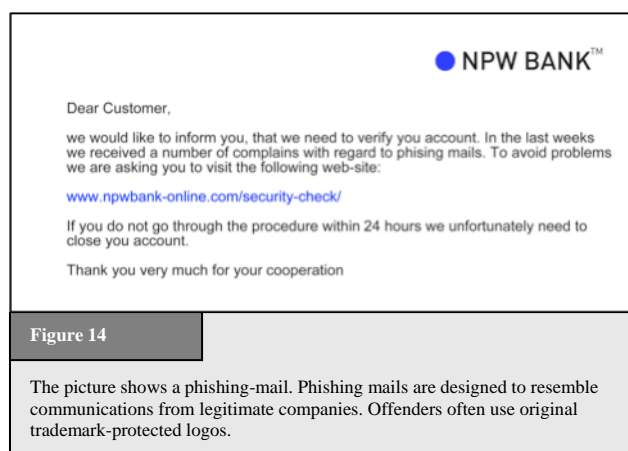 NPW BANK™
Dear Customer,
we would like to inform you, that we need to verify you account. In the last weeks
we received a number of complains with regard to phising mails. To avoid problems
we are asking you to visit the following web-site:
www.npwbank-online.com/security-check/
If you do not go through the procedure within 24 hours we unfortunately need to
close you account.
Thank you very much for your cooperation
Figure 14
The picture shows a phishing-mail. Phishing mails are designed to resemble
communications from legitimate companies. Offenders often use original
trademark-protected logos.